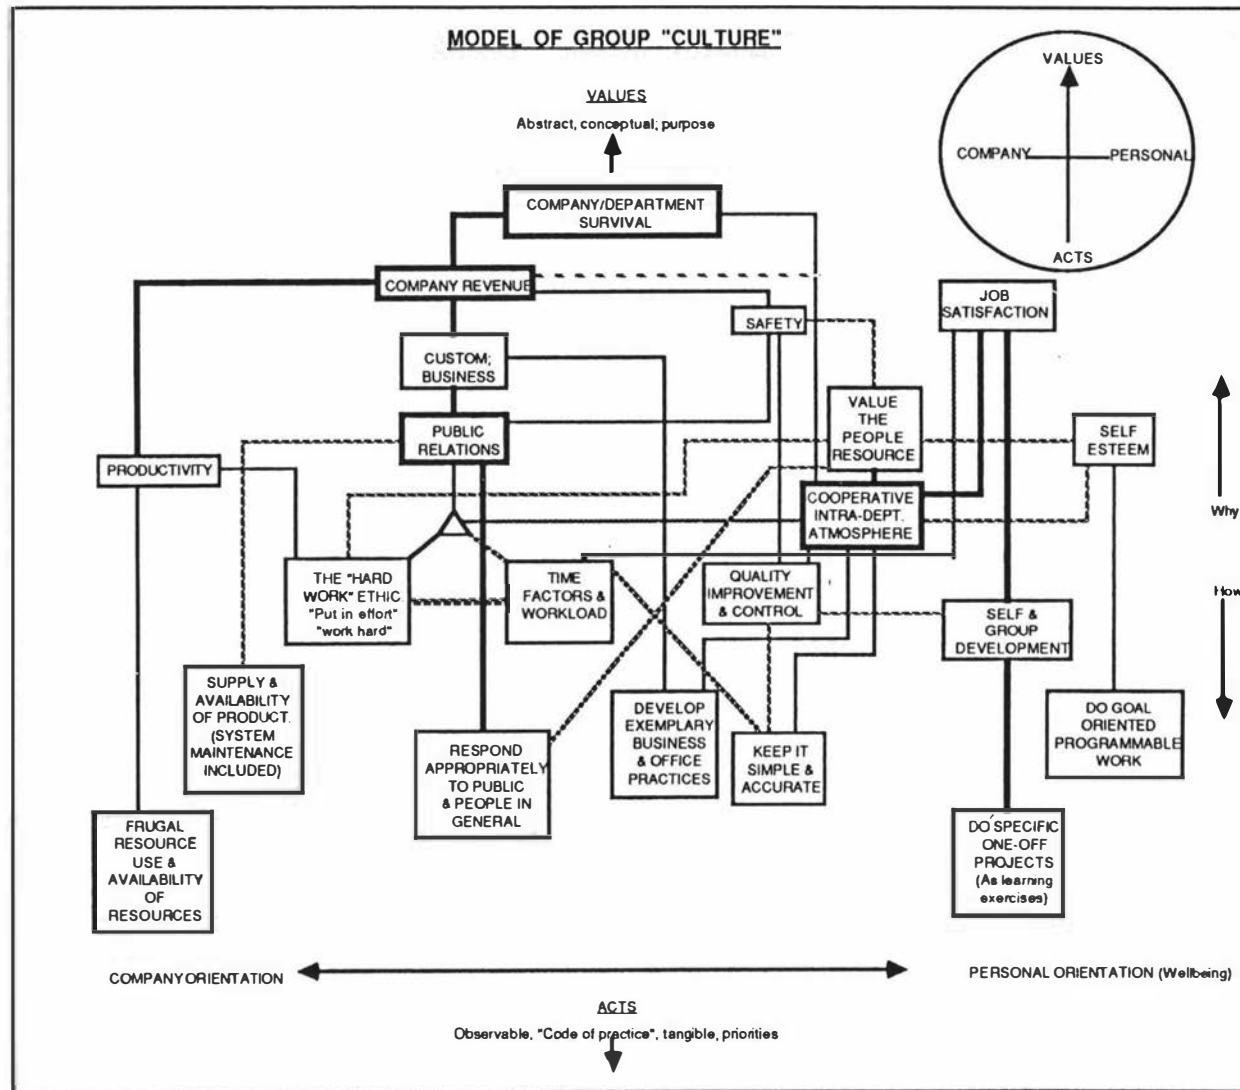 MODEL OF GROUP "CULTURE"
VALUES
Abstract, conceptual; purpose
VALUES
COMPANY
PERSONAL
ACTS
COMPANY/DEPARTMENT
SURVIVAL
COMPANY REVENUE
JOB
SATISFACTION
SAFETY
CUSTOM;
BUSINESS
VALUE
THE
PEOPLE
RESOURCE
PUBLIC
RELATIONS
SELF
ESTEEM
PRODUCTIVITY
COOPERATIVE
INTRA-DEPT.
ATMOSPHERE
Why
THE "HARD
WORK" ETHIC.
"Put in effort"
"work hard"
TIME
FACTORS &
WORKLOAD
QUALITY
IMPROVEMENT
& CONTROL
How
SELF &
GROUP
DEVELOPMENT
SUPPLY &
AVAILABILITY
OF PRODUCT.
(SYSTEM
MAINTENANCE
INCLUDED)
DEVELOP
EXEMPLARY
BUSINESS
& OFFICE
PRACTICES
DO GOAL
ORIENTED
PROGRAMMABLE
WORK
RESPOND
APPROPRIATELY
TO PUBLIC
& PEOPLE IN
GENERAL
KEEP IT
SIMPLE &
ACCURATE
FRUGAL
RESOURCE
USE &
AVAILABILITY
OF
RESOURCES
DO SPECIFIC
ONE-OFF
PROJECTS
(As learning
exercises)
COMPANY ORIENTATION
PERSONAL ORIENTATION (Wellbeing)
ACTS
Observable, "Code of practice", tangible, priorities